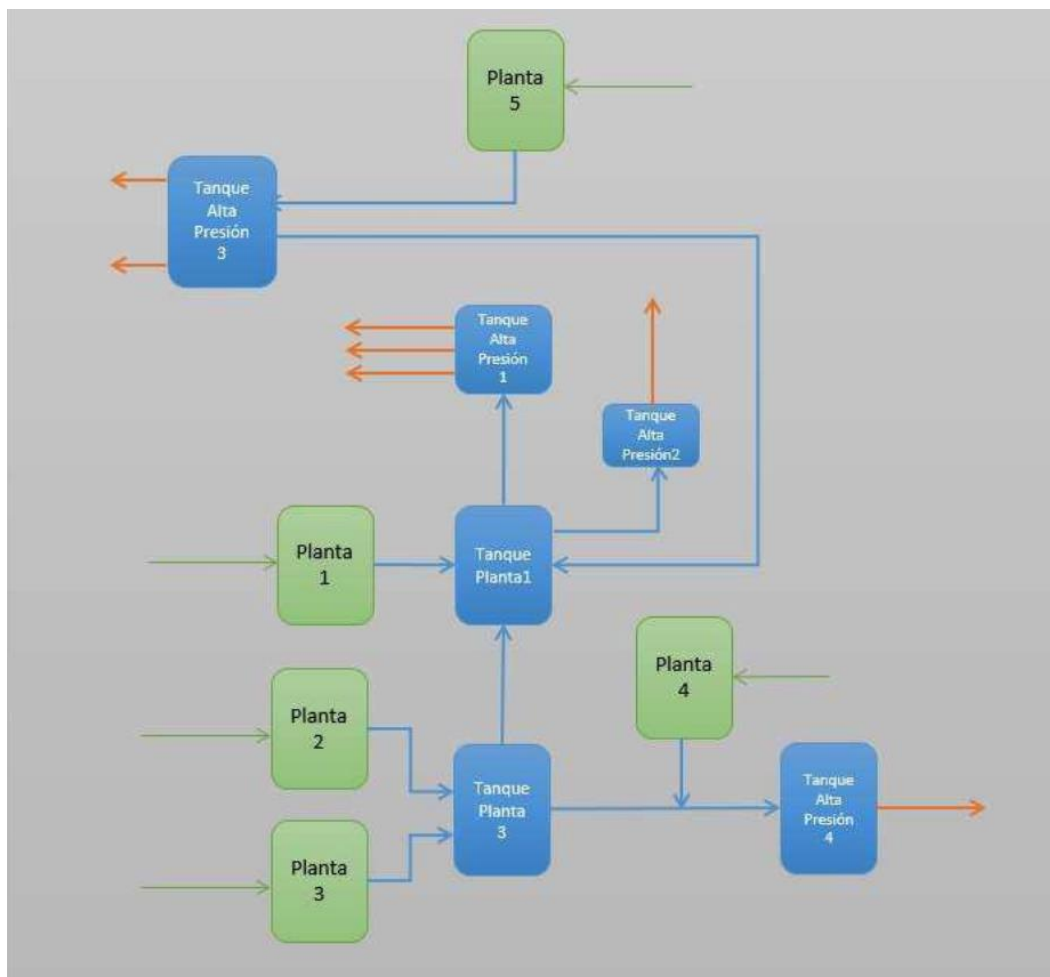 Planta
5
Tanque
Alta
Presión
3
Tanque
Alta
Presión
1
Tanque
Alta
Presión2
Planta
1
Tanque
Planta1
Planta
4
Planta
2
Tanque
Planta
3
Tanque
Alta
Presión
4
Planta
3